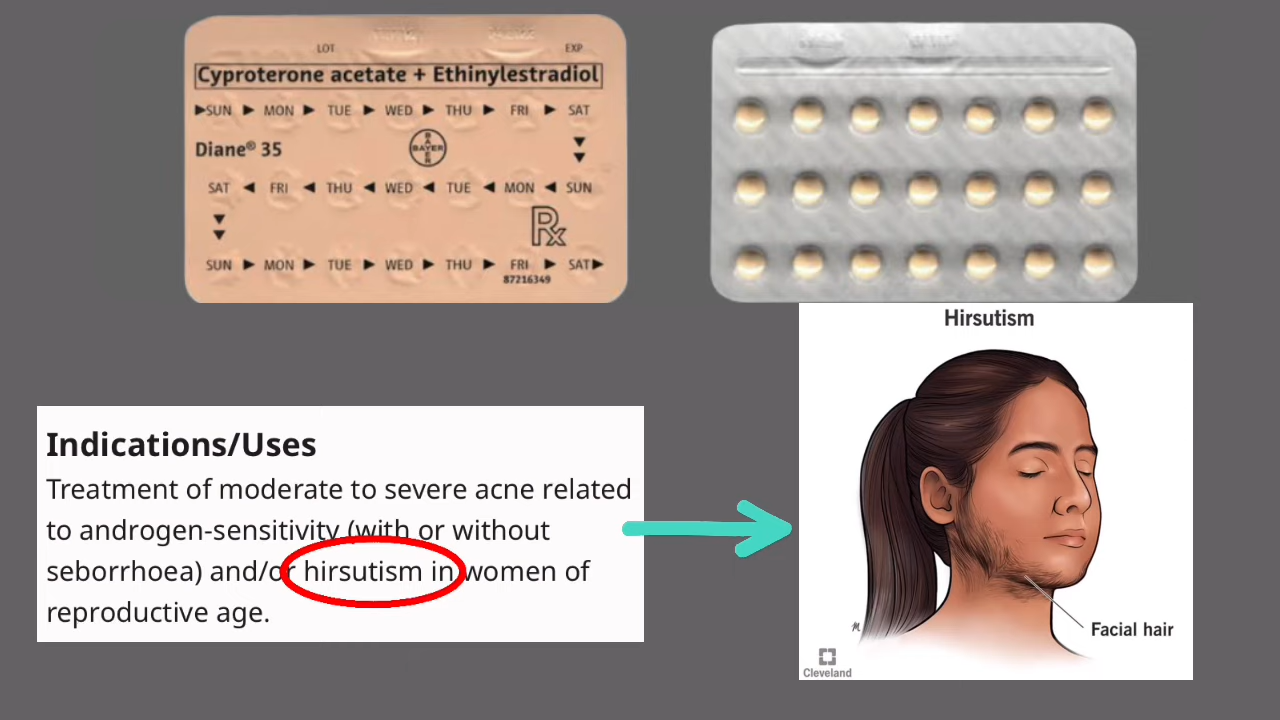 LOT EXP
Cyproterone acetate + Ethinylestradiol
▶SUN ▶ MON ▶ TUE ▶ WED ▶ THU ▶ FRI ▶ SAT
Diane® 35
BAYER
BAYER
SAT ◀ FRI ◀ THU ◀ WED ◀ TUE ◀ MON ◀ SUN
Rx
SUN ▶ MON ▶ TUE ▶ WED ▶ THU ▶ FRI ▶ SAT▶
87216349
Hirsutism
Indications/Uses
Treatment of moderate to severe acne related
to androgen-sensitivity (with or without
seborrhoea) and/or hirsutism in women of
reproductive age.
Facial hair
Cleveland